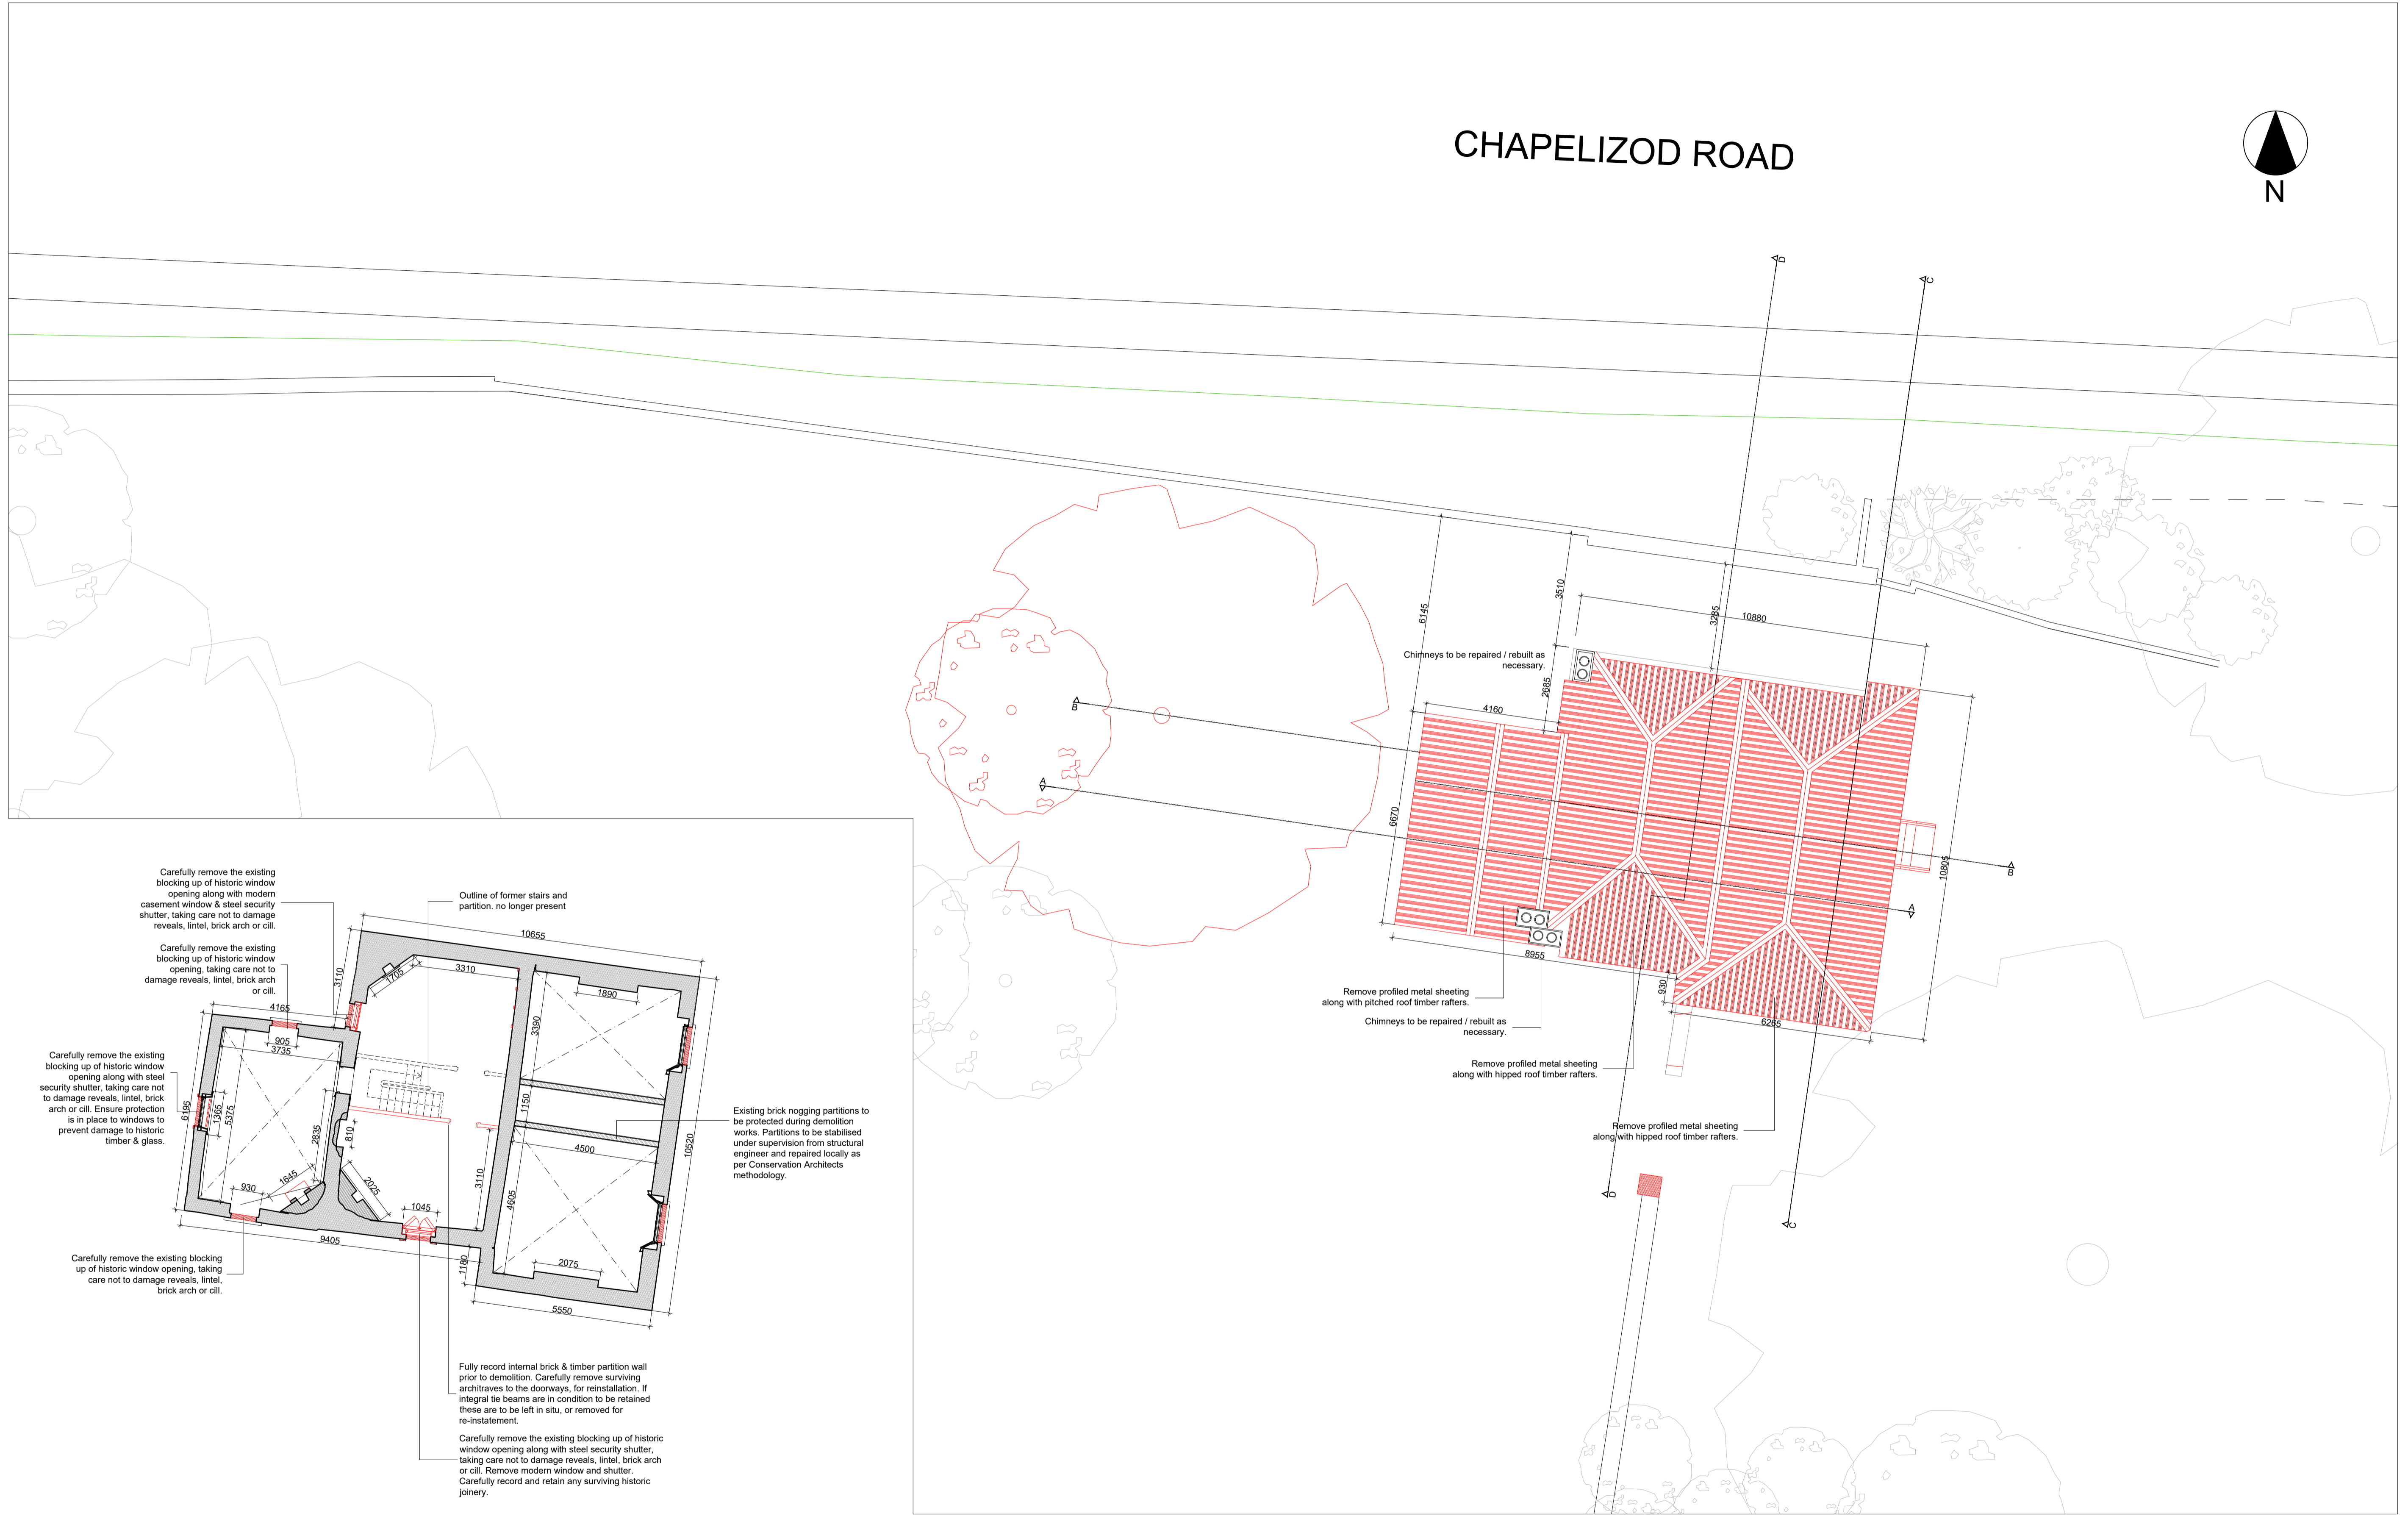 CHAPELIZOD ROAD
N
D
C
6145
3510
3285
10880
Chimneys to be repaired / rebuilt as
necessary.
2685
4160
B
A
6670
10805
B
A
8955
930
6265
Remove profiled metal sheeting
along with pitched roof timber rafters.
Chimneys to be repaired / rebuilt as
necessary.
Remove profiled metal sheeting
along with hipped roof timber rafters.
Remove profiled metal sheeting
along with hipped roof timber rafters.
D
C
Carefully remove the existing
blocking up of historic window
opening along with modern
casement window & steel security
shutter, taking care not to damage
reveals, lintel, brick arch or cill.
Carefully remove the existing
blocking up of historic window
opening, taking care not to
damage reveals, lintel, brick arch
or cill.
Outline of former stairs and
partition. no longer present
10655
3110
1705
3310
1890
4165
905
3735
3390
Carefully remove the existing
blocking up of historic window
opening along with steel
security shutter, taking care not
to damage reveals, lintel, brick
arch or cill. Ensure protection
is in place to windows to
prevent damage to historic
timber & glass.
6195
1365
5375
2835
810
1150
4500
10520
Existing brick nogging partitions to
be protected during demolition
works. Partitions to be stabilised
under supervision from structural
engineer and repaired locally as
per Conservation Architects
methodology.
1645
930
2025
3110
4605
1045
9405
1180
2075
5550
Carefully remove the existing blocking
up of historic window opening, taking
care not to damage reveals, lintel,
brick arch or cill.
Fully record internal brick & timber partition wall
prior to demolition. Carefully remove surviving
architraves to the doorways, for reinstallation. If
integral tie beams are in condition to be retained
these are to be left in situ, or removed for
re-instatement.
Carefully remove the existing blocking up of historic
window opening along with steel security shutter,
taking care not to damage reveals, lintel, brick arch
or cill. Remove modern window and shutter.
Carefully record and retain any surviving historic
joinery.